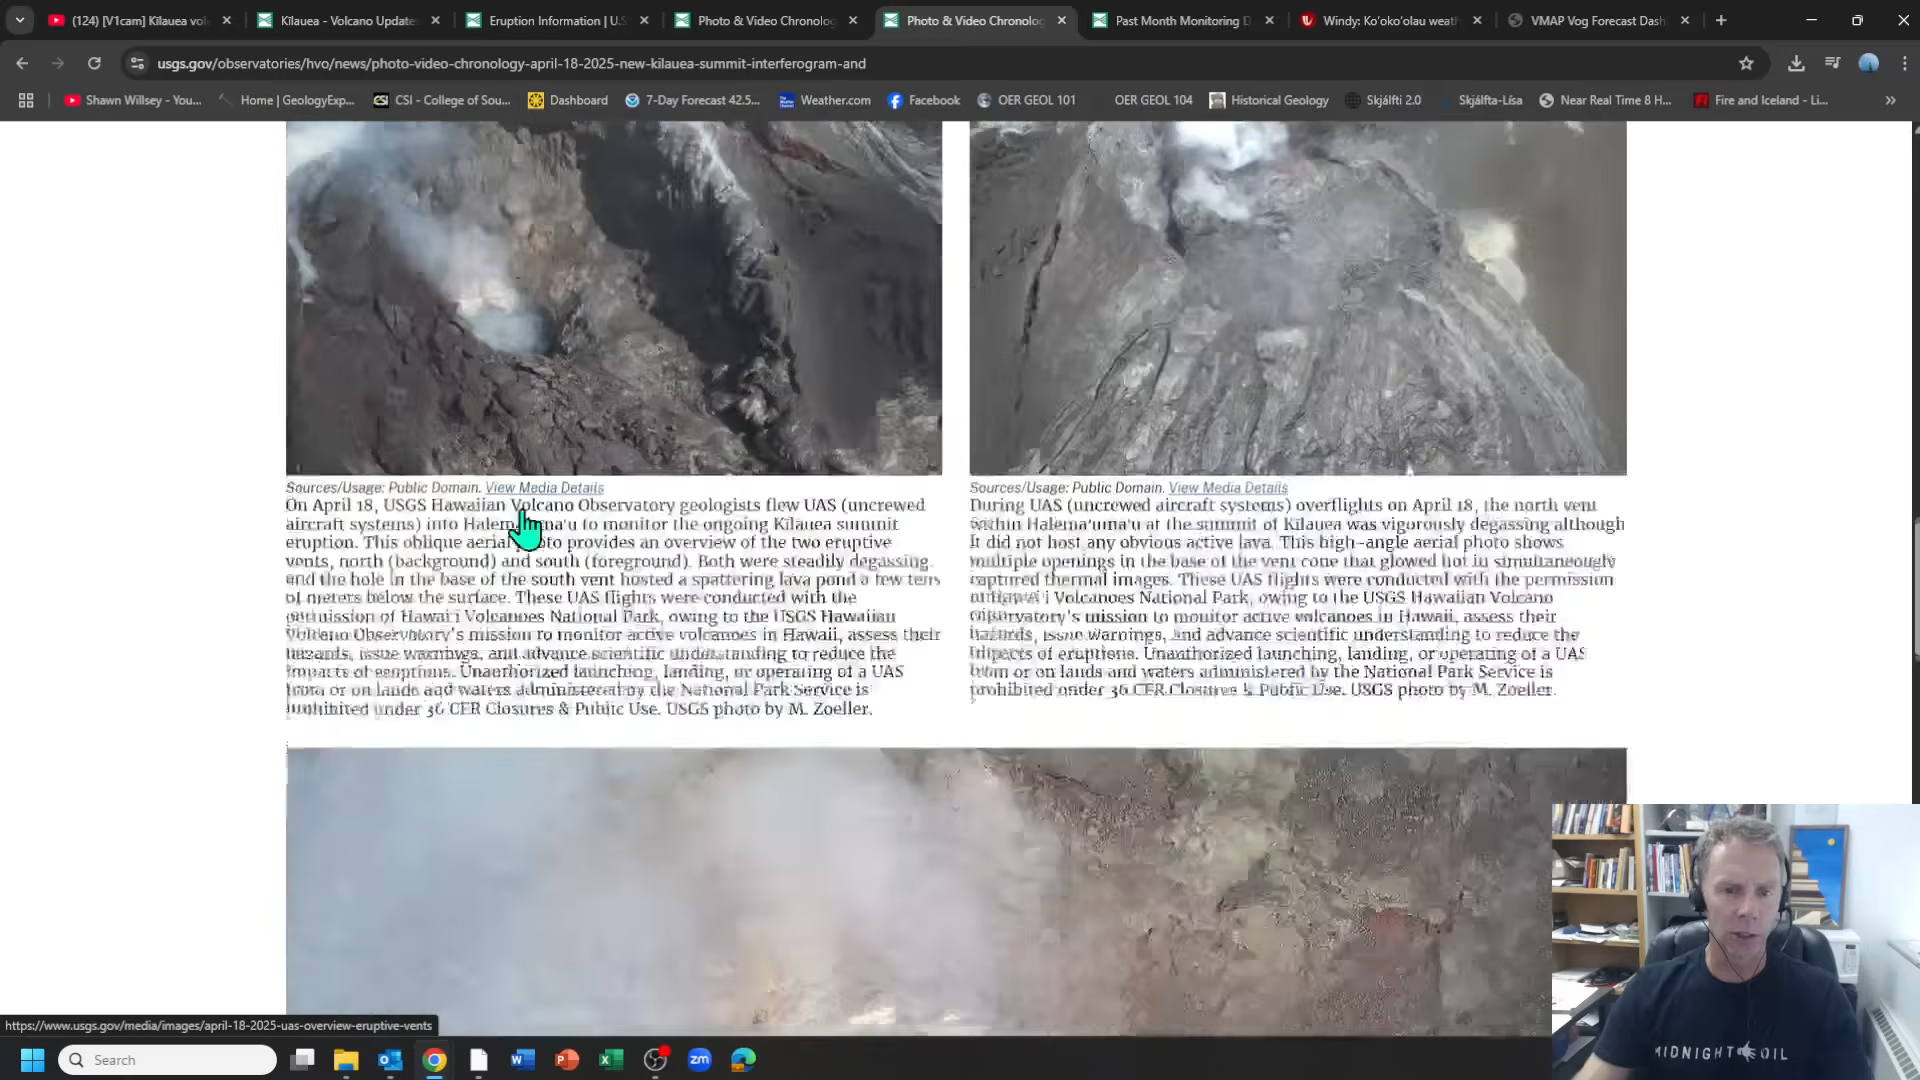 (124) [V1cam] Kīlauea vol
Kīlauea - Volcano Update
Eruption Information | U.S
Photo & Video Chronolog
Photo & Video Chronolog
Past Month Monitoring D
Windy: Ko'oko'olau weat
VMAP Vog Forecast Dash
usgs.gov/observatories/hvo/news/photo-video-chronology-april-18-2025-new-kilauea-summit-interferogram-and
Shawn Willsey - You...
Home | GeologyExp...
CSI - College of Sou...
Dashboard
7-Day Forecast 42.5...
Weather.com
Facebook
OER GEOL 101
OER GEOL 104
Historical Geology
Skjálfti 2.0
Skjálfta-Lísa
Near Real Time 8 H...
Fire and Iceland - Li...
Sources/Usage: Public Domain. View Media Details
On April 18, USGS Hawaiian Volcano Observatory geologists flew UAS (uncrewed
aircraft systems) into Halema'uma'u to monitor the ongoing Kīlauea summit
eruption. This oblique aerial photo provides an overview of the two eruptive
vents, north (background) and south (foreground). Both were steadily degassing,
and the hole in the base of the south vent hosted a spattering lava pond a few tens
of meters below the surface. These UAS flights were conducted with the
permission of Hawai'i Volcanoes National Park, owing to the USGS Hawaiian
Volcano Observatory's mission to monitor active volcanoes in Hawaii, assess their
hazards, issue warnings, and advance scientific understanding to reduce the
impacts of eruptions. Unauthorized launching, landing, or operating of a UAS
from or on lands and waters administered by the National Park Service is
prohibited under 36 CFR Closures & Public Use. USGS photo by M. Zoeller.
Sources/Usage: Public Domain. View Media Details
During UAS (uncrewed aircraft systems) overflights on April 18, the north vent
within Halema'uma'u at the summit of Kīlauea was vigorously degassing although
it did not host any obvious active lava. This high-angle aerial photo shows
multiple openings in the base of the vent cone that glowed hot in simultaneously
captured thermal images. These UAS flights were conducted with the permission
of Hawai'i Volcanoes National Park, owing to the USGS Hawaiian Volcano
Observatory's mission to monitor active volcanoes in Hawaii, assess their
hazards, issue warnings, and advance scientific understanding to reduce the
impacts of eruptions. Unauthorized launching, landing, or operating of a UAS
from or on lands and waters administered by the National Park Service is
prohibited under 36 CFR Closures & Public Use. USGS photo by M. Zoeller.
https://www.usgs.gov/media/images/april-18-2025-uas-overview-eruptive-vents
MIDNIGHT OIL
Search